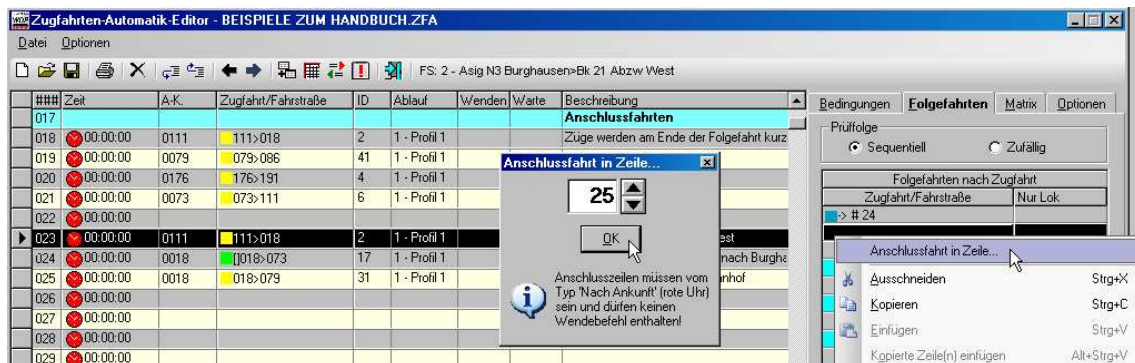 Zugfahrten-Automatik-Editor - BEISPIELE ZUM HANDBUCH.ZFA
Datei Optionen
FS: 2 - Asig N3 Burghausen>Bk 21 Abzw West
### Zeit A-K. Zugfahrt/Fahrstraße ID Ablauf Wenden Warte Beschreibung
017 Anschlussfahrten
018 00:00:00 0111 111>018 2 1 - Profil 1 Züge werden am Ende der Folgefahrt kurz
019 00:00:00 0079 079>086 41 1 - Profil 1
020 00:00:00 0176 176>191 4 1 - Profil 1
021 00:00:00 0073 073>111 6 1 - Profil 1
022 00:00:00
023 00:00:00 0111 111>018 2 1 - Profil 1 est
024 00:00:00 0018 []018>073 17 1 - Profil 1 nach Burgha
025 00:00:00 0018 018>079 31 1 - Profil 1 nhof
026 00:00:00
027 00:00:00
028 00:00:00
029 00:00:00
Anschlussfahrt in Zeile...
25
OK
Anschlusszeilen müssen vom
Typ 'Nach Ankunft' (rote Uhr)
sein und dürfen keinen
Wendebefehl enthalten!
Bedingungen Folgefahrten Matrix Optionen
Prüffolge
Sequentiell Zufällig
Folgefahrten nach Zugfahrt
Zugfahrt/Fahrstraße Nur Lok
-> # 24
Anschlussfahrt in Zeile...
Ausschneiden Strg+X
Kopieren Strg+C
Einfügen Strg+V
Kopierte Zeile(n) einfügen Alt+Strg+V